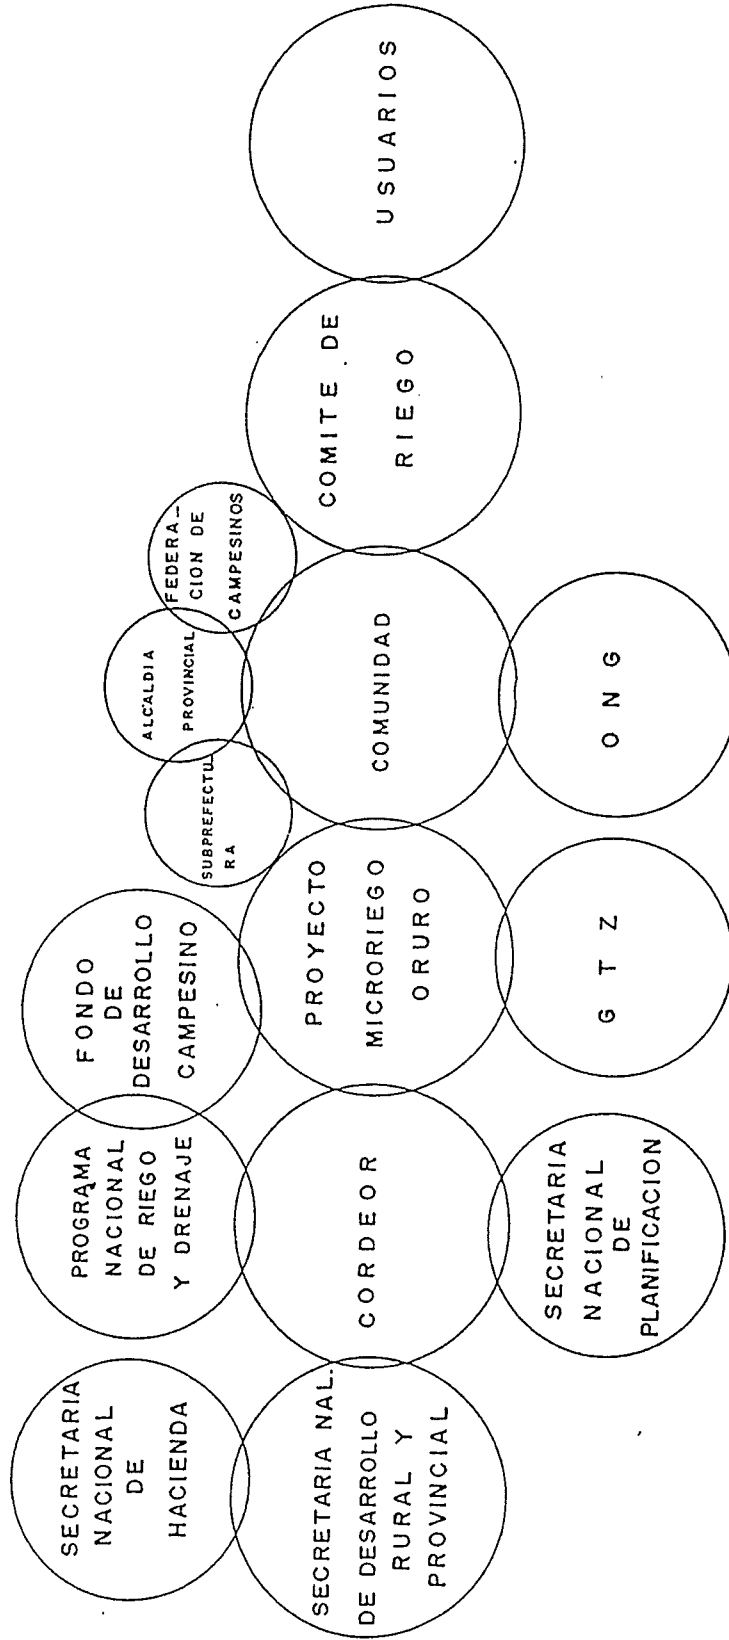 SECRETARIA
NACIONAL
DE
HACIENDA
PROGRAMA
NACIONAL
DE RIEGO
Y DRENAJE
FONDO
DE
DESARROLLO
CAMPESINO
SUBPREFECTU_
RA
ALCALDIA
PROVINCIAL
FEDERA_
CION DE
CAMPESINOS
SECRETARIA NAL.
DE DESARROLLO
RURAL Y
PROVINCIAL
CORDEOR
PROYECTO
MICRORIEGO
ORURO
COMUNIDAD
COMITE DE
RIEGO
USUARIOS
SECRETARIA
NACIONAL
DE
PLANIFICACION
GTZ
ONG